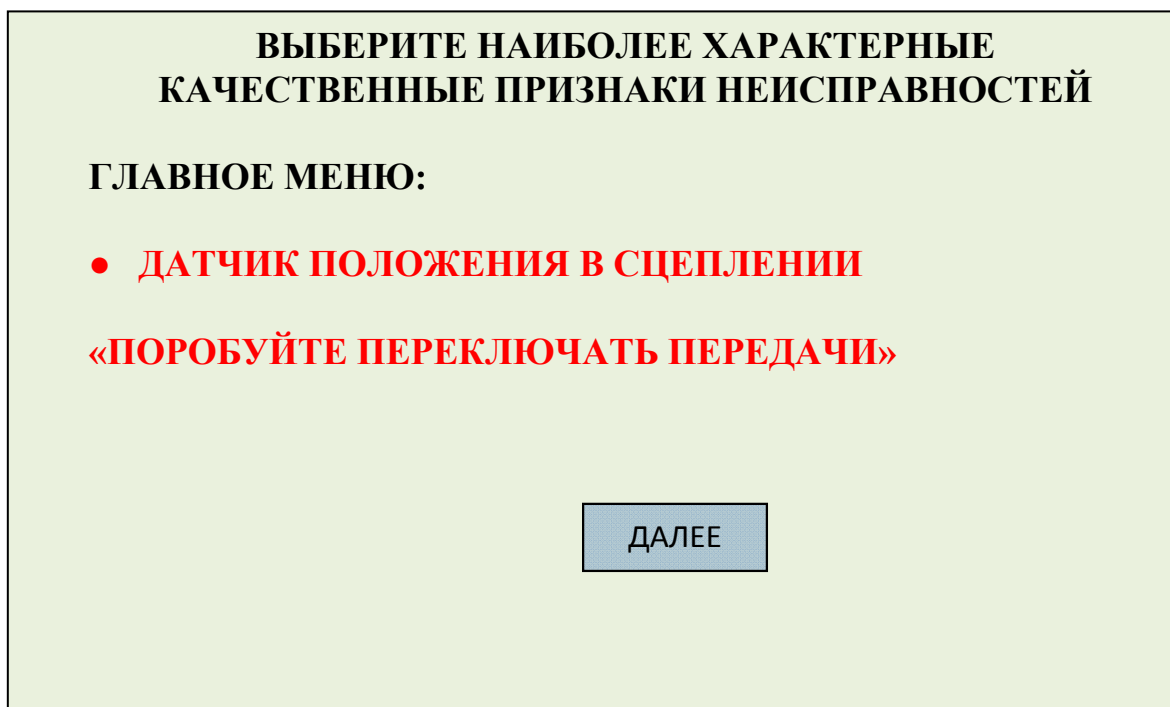 ВЫБЕРИТЕ НАИБОЛЕЕ ХАРАКТЕРНЫЕ
КАЧЕСТВЕННЫЕ ПРИЗНАКИ НЕИСПРАВНОСТЕЙ
ГЛАВНОЕ МЕНЮ:
● ДАТЧИК ПОЛОЖЕНИЯ В СЦЕПЛЕНИИ
«ПОРОБУЙТЕ ПЕРЕКЛЮЧАТЬ ПЕРЕДАЧИ»
ДАЛЕЕ